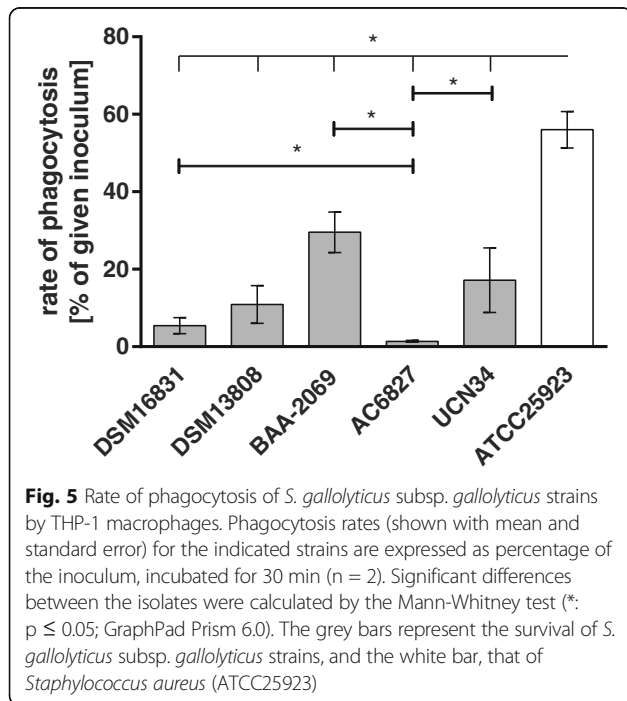 80
60
40
20
0
rate of phagocytosis
[% of given inoculum]
*
*
*
*
DSM16831
DSM13808
BAA-2069
AC6827
UCN34
ATCC25923
Fig. 5 Rate of phagocytosis of S. gallolyticus subsp. gallolyticus strains
by THP-1 macrophages. Phagocytosis rates (shown with mean and
standard error) for the indicated strains are expressed as percentage of
the inoculum, incubated for 30 min (n = 2). Significant differences
between the isolates were calculated by the Mann-Whitney test (*:
p ≤ 0.05; GraphPad Prism 6.0). The grey bars represent the survival of S.
gallolyticus subsp. gallolyticus strains, and the white bar, that of
Staphylococcus aureus (ATCC25923)